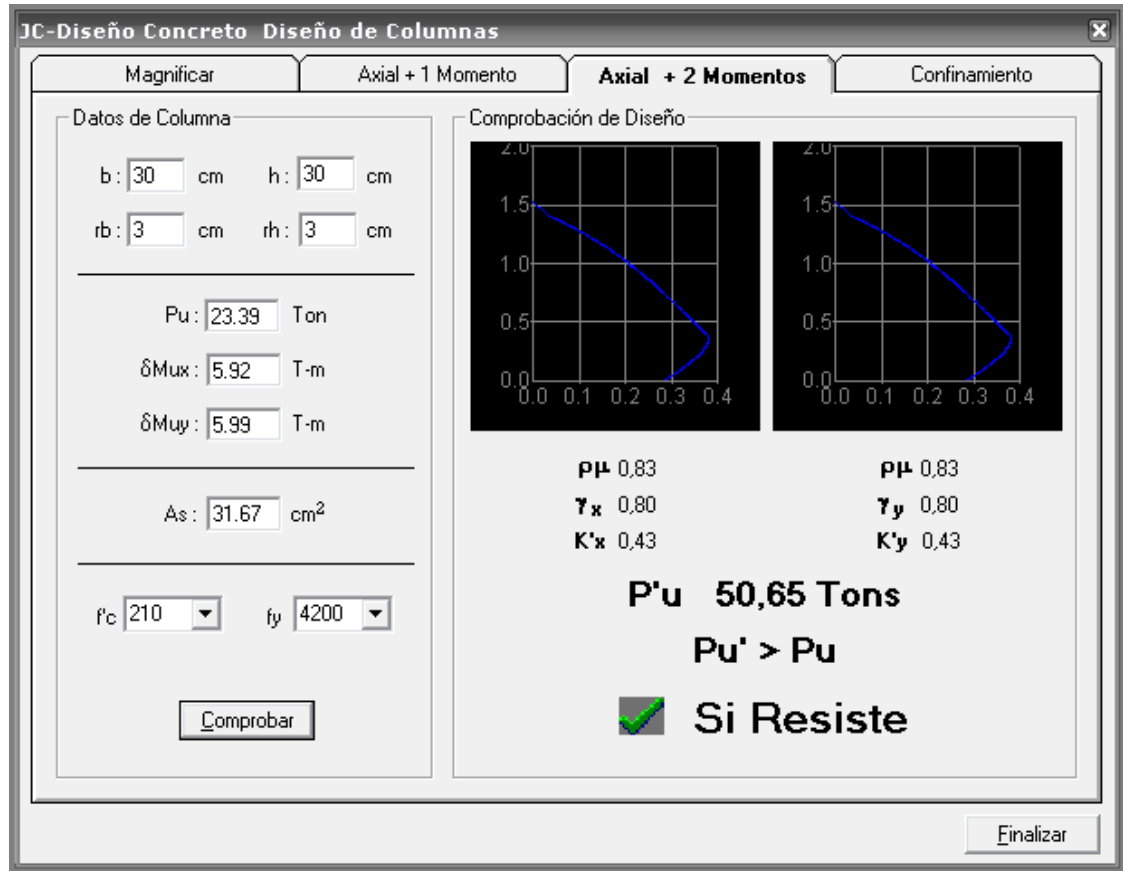 JC-Diseño Concreto Diseño de Columnas
Magnificar Axial + 1 Momento Axial + 2 Momentos Confinamiento
Datos de Columna
b: 30 cm h: 30 cm
rb: 3 cm rh: 3 cm
Pu: 23.39 Ton
δMux: 5.92 T-m
δMuy: 5.99 T-m
As: 31.67 cm²
f'c 210 fy 4200
Comprobar
Comprobación de Diseño
2.0
1.5
1.0
0.5
0.0
0.0 0.1 0.2 0.3 0.4
2.0
1.5
1.0
0.5
0.0
0.0 0.1 0.2 0.3 0.4
ρμ 0,83
γx 0,80
K'x 0,43
ρμ 0,83
γy 0,80
K'y 0,43
P'u 50,65 Tons
Pu' > Pu
Si Resiste
Finalizar